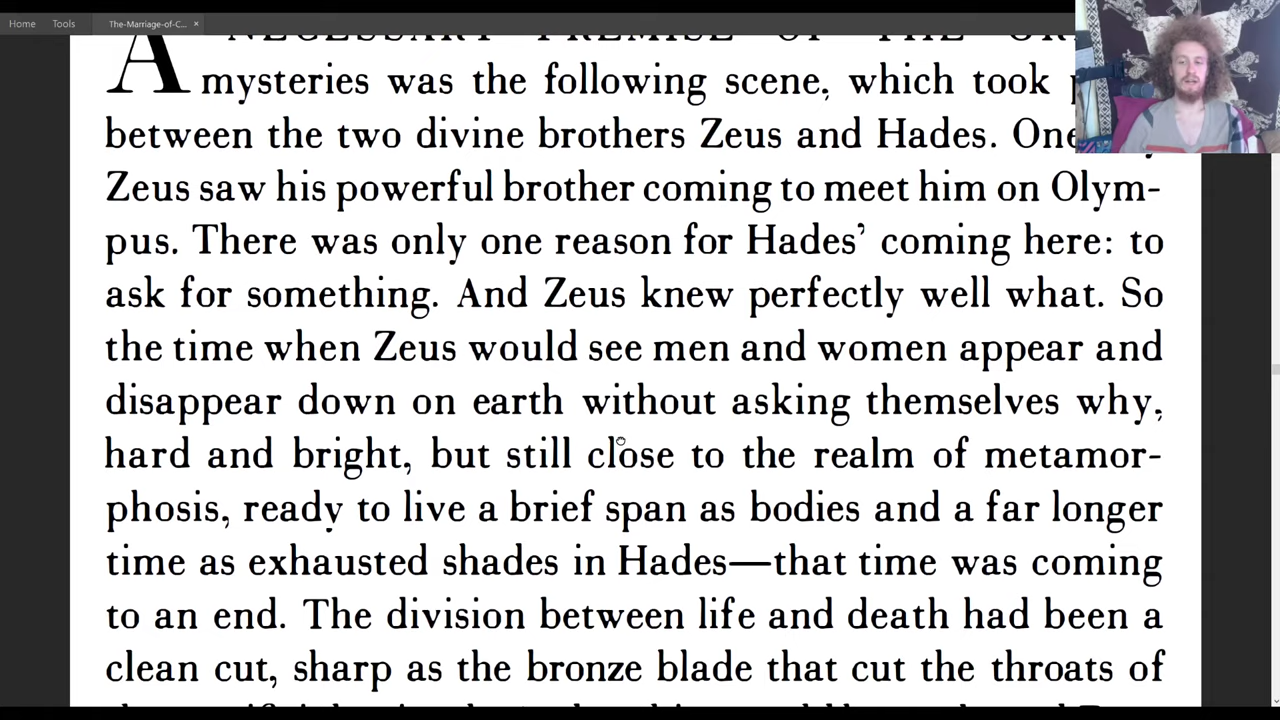 Home Tools The-Marriage-of-C... ×
A NECESSARY PREMISE OF THE
mysteries was the following scene, which took
between the two divine brothers Zeus and Hades. One
Zeus saw his powerful brother coming to meet him on Olym-
pus. There was only one reason for Hades’ coming here: to
ask for something. And Zeus knew perfectly well what. So
the time when Zeus would see men and women appear and
disappear down on earth without asking themselves why,
hard and bright, but still close to the realm of metamor-
phosis, ready to live a brief span as bodies and a far longer
time as exhausted shades in Hades—that time was coming
to an end. The division between life and death had been a
clean cut, sharp as the bronze blade that cut the throats of